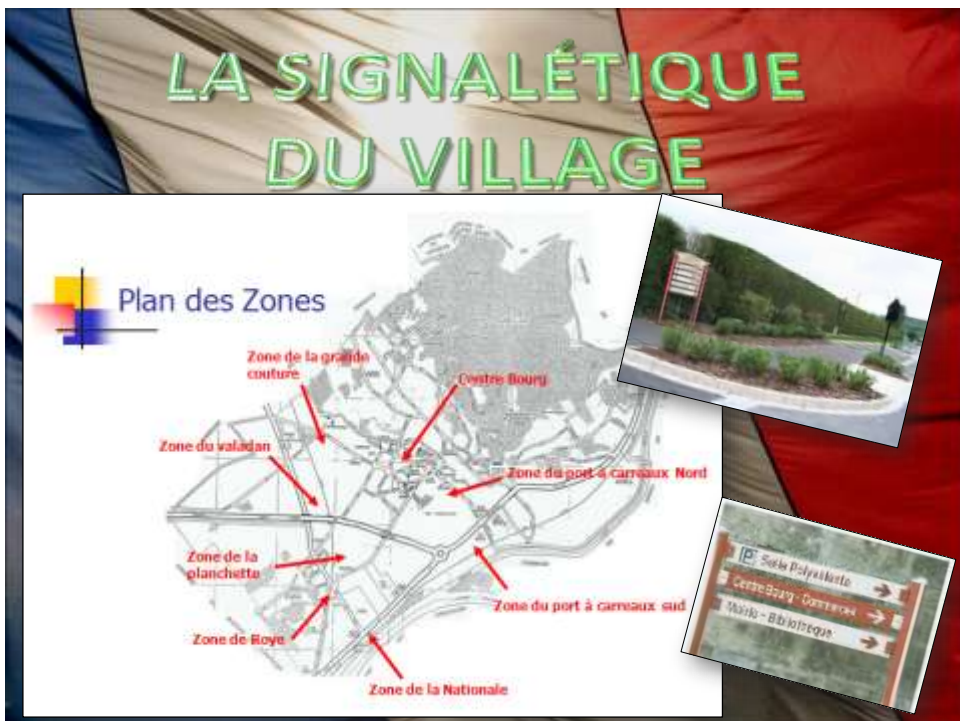 LA SIGNALÉTIQUE
DU VILLAGE
Plan des Zones
Zone de la grande
couture
Centre Bourg
Zone du valadan
Zone du port à carreaux Nord
Zone de la
planchette
Zone du port à carreaux sud
Zone de Roye
Zone de la Nationale
P Salle Polyvalente
Centre Bourg - Commerces
Mairie - Bibliothèque